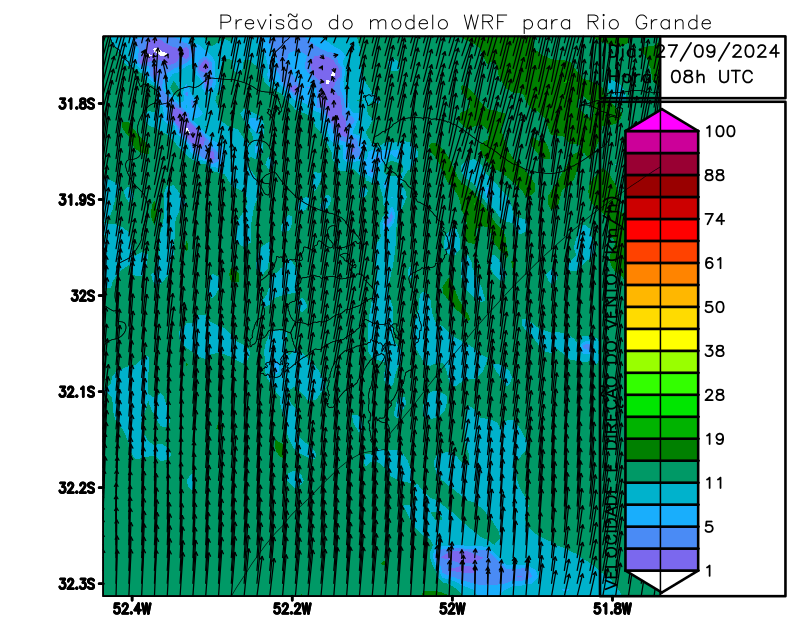 Previsão do modelo WRF para Rio Grande
Dia: 27/09/2024
Hora: 08h UTC
31.8S
31.9S
32S
32.1S
32.2S
32.3S
52.4W
52.2W
52W
51.8W
VELOCIDADE E DIREÇÃO DO VENTO (km/h)
100
88
74
61
50
38
28
19
11
5
1